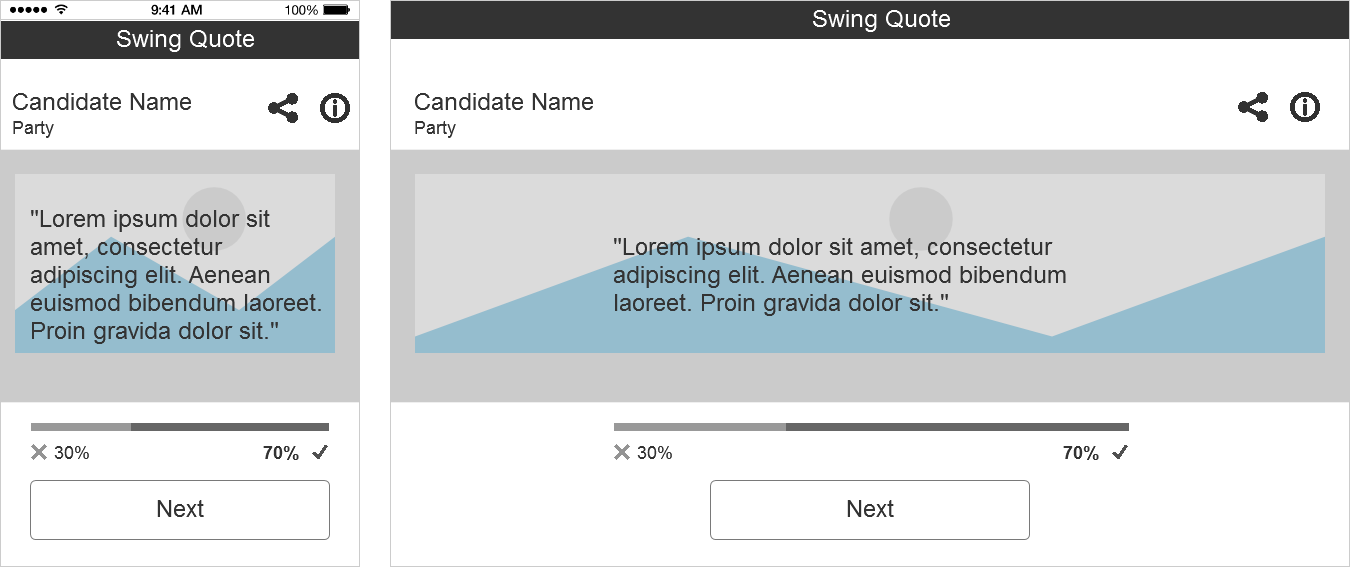 9:41 AM 100%
Swing Quote
Candidate Name
Party
"Lorem ipsum dolor sit
amet, consectetur
adipiscing elit. Aenean
euismod bibendum laoreet.
Proin gravida dolor sit."
30% 70%
Next
Swing Quote
Candidate Name
Party
"Lorem ipsum dolor sit amet, consectetur
adipiscing elit. Aenean euismod bibendum
laoreet. Proin gravida dolor sit."
30% 70%
Next